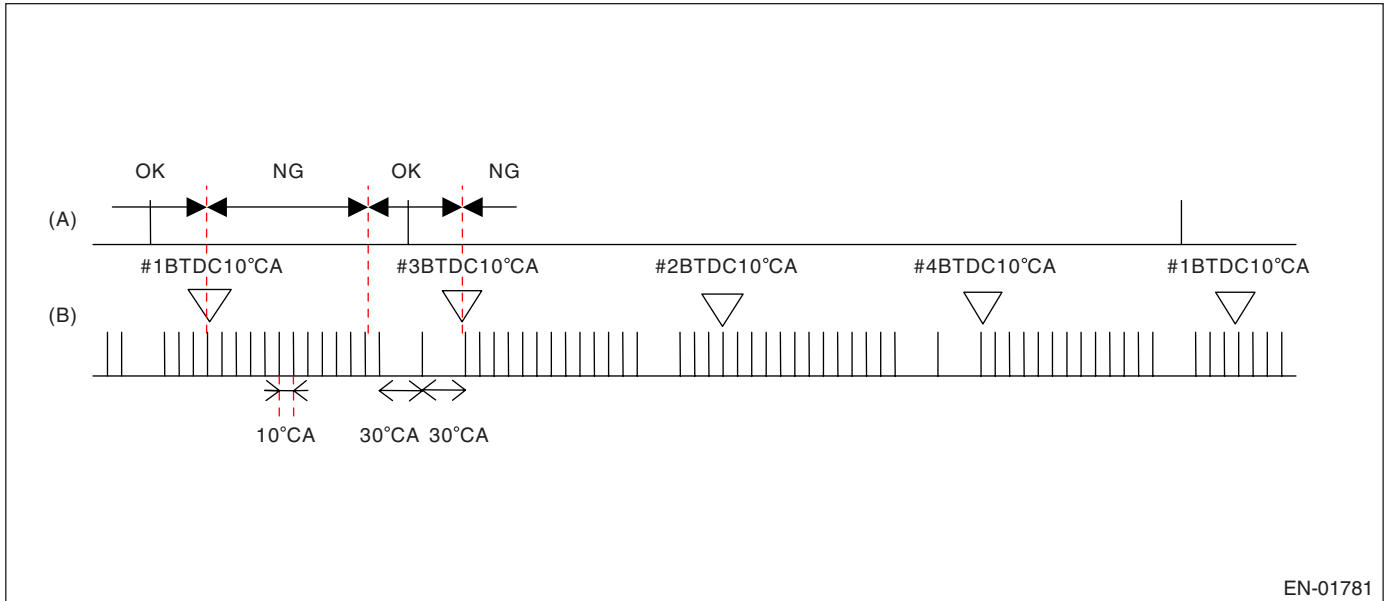 OK NG OK NG
(A)
#1BTDC10°CA #3BTDC10°CA #2BTDC10°CA #4BTDC10°CA #1BTDC10°CA
(B)
10°CA 30°CA 30°CA
EN-01781